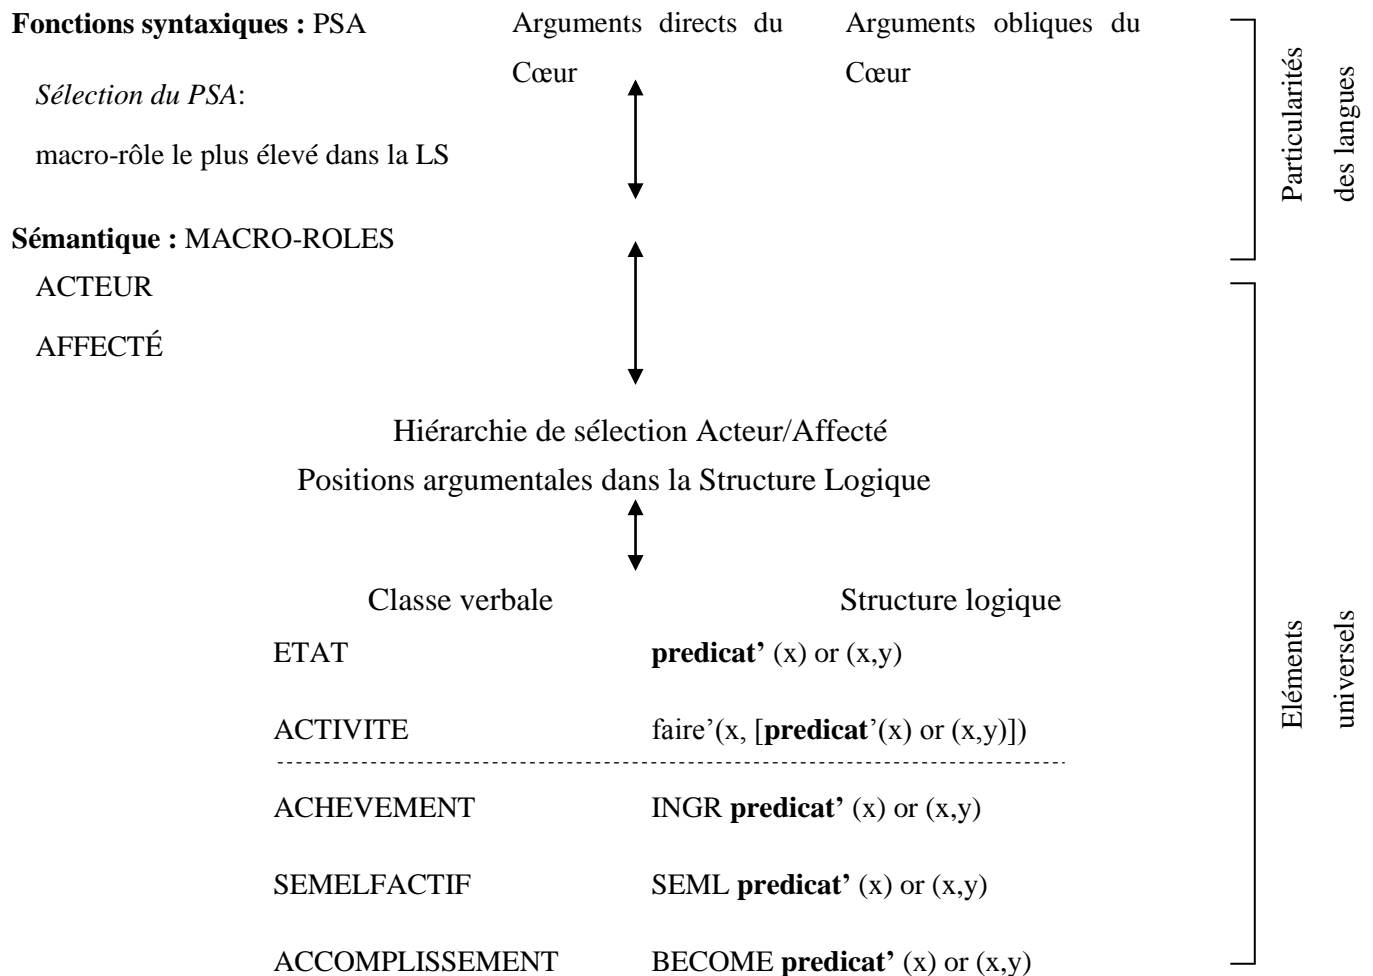 Fonctions syntaxiques : PSA Arguments directs du Arguments obliques du
Cœur Cœur
Sélection du PSA:
macro-rôle le plus élevé dans la LS
Particularités
des langues
Sémantique : MACRO-ROLES
ACTEUR
AFFECTÉ
Hiérarchie de sélection Acteur/Affecté
Positions argumentales dans la Structure Logique
Classe verbale Structure logique
ETAT predicat’ (x) or (x,y)
ACTIVITE faire’(x, [predicat’(x) or (x,y)])
ACHEVEMENT INGR predicat’ (x) or (x,y)
SEMELFACTIF SEML predicat’ (x) or (x,y)
ACCOMPLISSEMENT BECOME predicat’ (x) or (x,y)
Eléments
universels